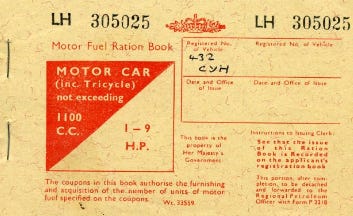 LH 305025
LH 305025
Motor Fuel Ration Book
MOTOR CAR
(inc. Tricycle)
not exceeding
1100
C.C.
1-9
H.P.
Registered No.
of Vehicle
432
CYH
Date and Office
of Issue
This book is the
property of
Her Majesty's
Government
Registered No.
of Vehicle
Date and Office
of Issue
Instructions to Issuing Clerk:
See that the issue
of this Ration
Book is Recorded
on the applicant's
registration book
This portion, after completion,
to be detached
and forwarded to the
Regional Petroleum
Officer with Form P 321B
The coupons in this book authorise the furnishing
and acquisition of the number of units of motor
fuel specified on the coupons.
Wt. 33559